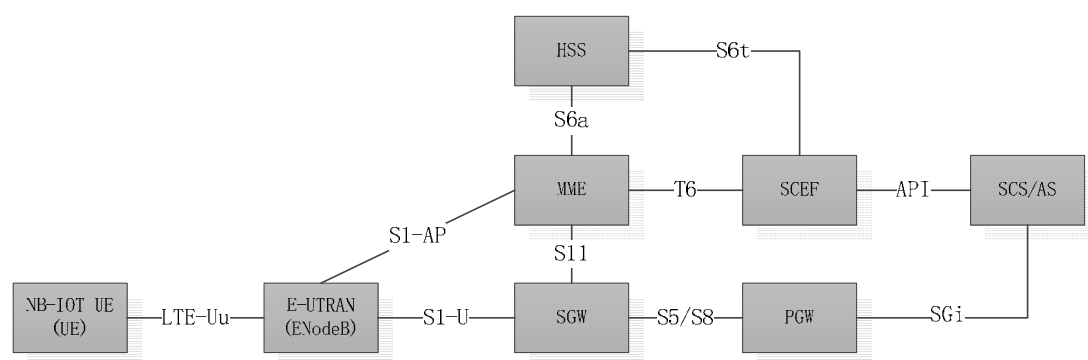 HSS
S6t
S6a
MME
T6
SCEF
API
SCS/AS
S1-AP
S11
NB-IOT UE
(UE)
LTE-Uu
E-UTRAN
(ENodeB)
S1-U
SGW
S5/S8
PGW
SGi